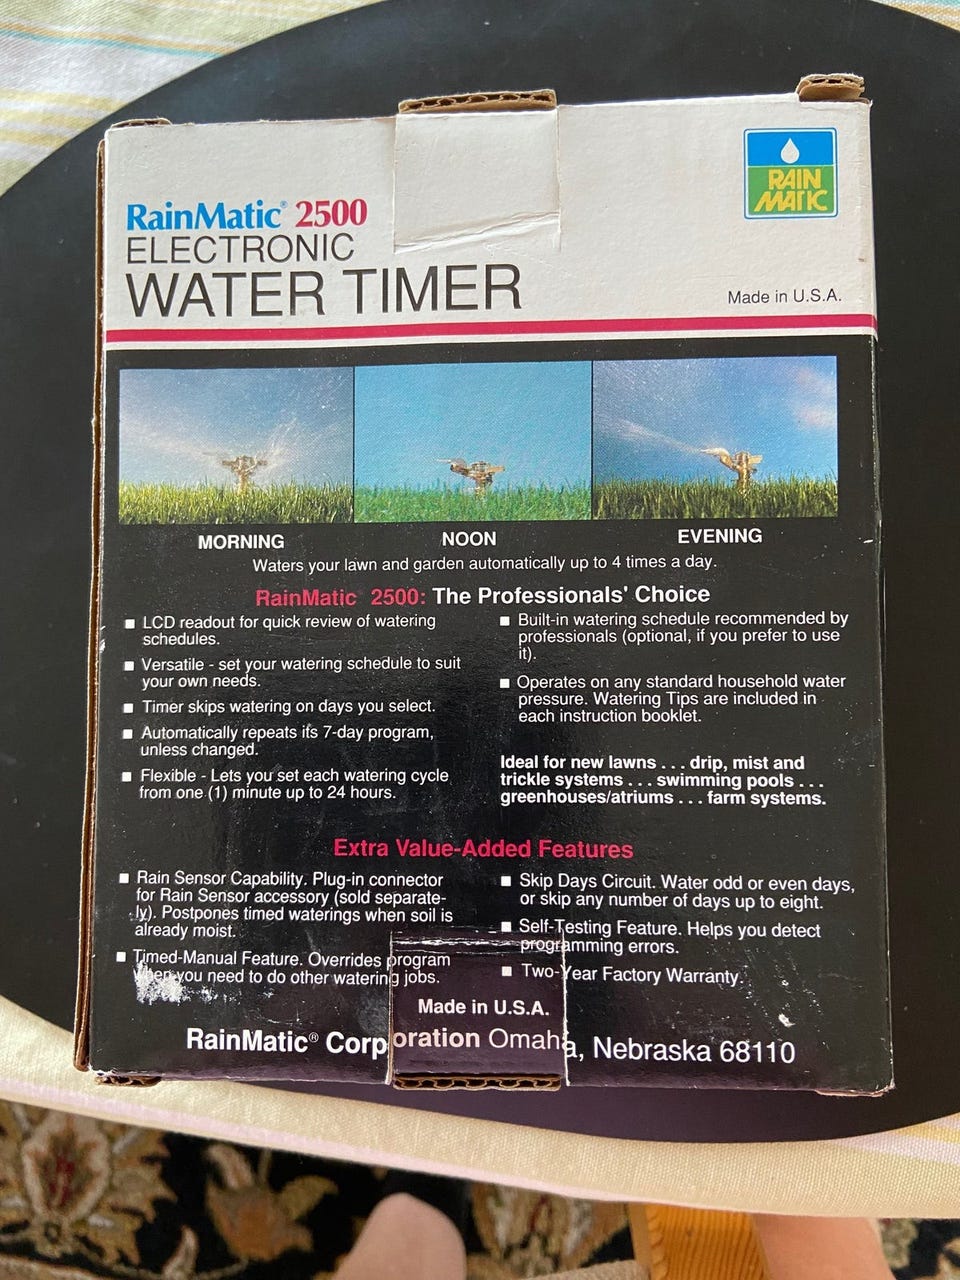 RAIN
MATIC
RainMatic® 2500
ELECTRONIC
WATER TIMER
Made in U.S.A.
MORNING
NOON
EVENING
Waters your lawn and garden automatically up to 4 times a day.
RainMatic 2500: The Professionals' Choice
■ LCD readout for quick review of watering
schedules.
■ Versatile - set your watering schedule to suit
your own needs.
■ Timer skips watering on days you select.
■ Automatically repeats its 7-day program,
unless changed.
■ Flexible - Lets you set each watering cycle
from one (1) minute up to 24 hours.
■ Built-in watering schedule recommended by
professionals (optional, if you prefer to use
it).
■ Operates on any standard household water
pressure. Watering Tips are included in
each instruction booklet.
Ideal for new lawns . . . drip, mist and
trickle systems . . . swimming pools . . .
greenhouses/atriums . . . farm systems.
Extra Value-Added Features
■ Rain Sensor Capability. Plug-in connector
for Rain Sensor accessory (sold separate-
ly). Postpones timed waterings when soil is
already moist.
■ Timed-Manual Feature. Overrides program
when you need to do other watering jobs.
■ Skip Days Circuit. Water odd or even days,
or skip any number of days up to eight.
■ Self-Testing Feature. Helps you detect
programming errors.
■ Two-Year Factory Warranty.
Made in U.S.A.
RainMatic® Corporation Omaha, Nebraska 68110